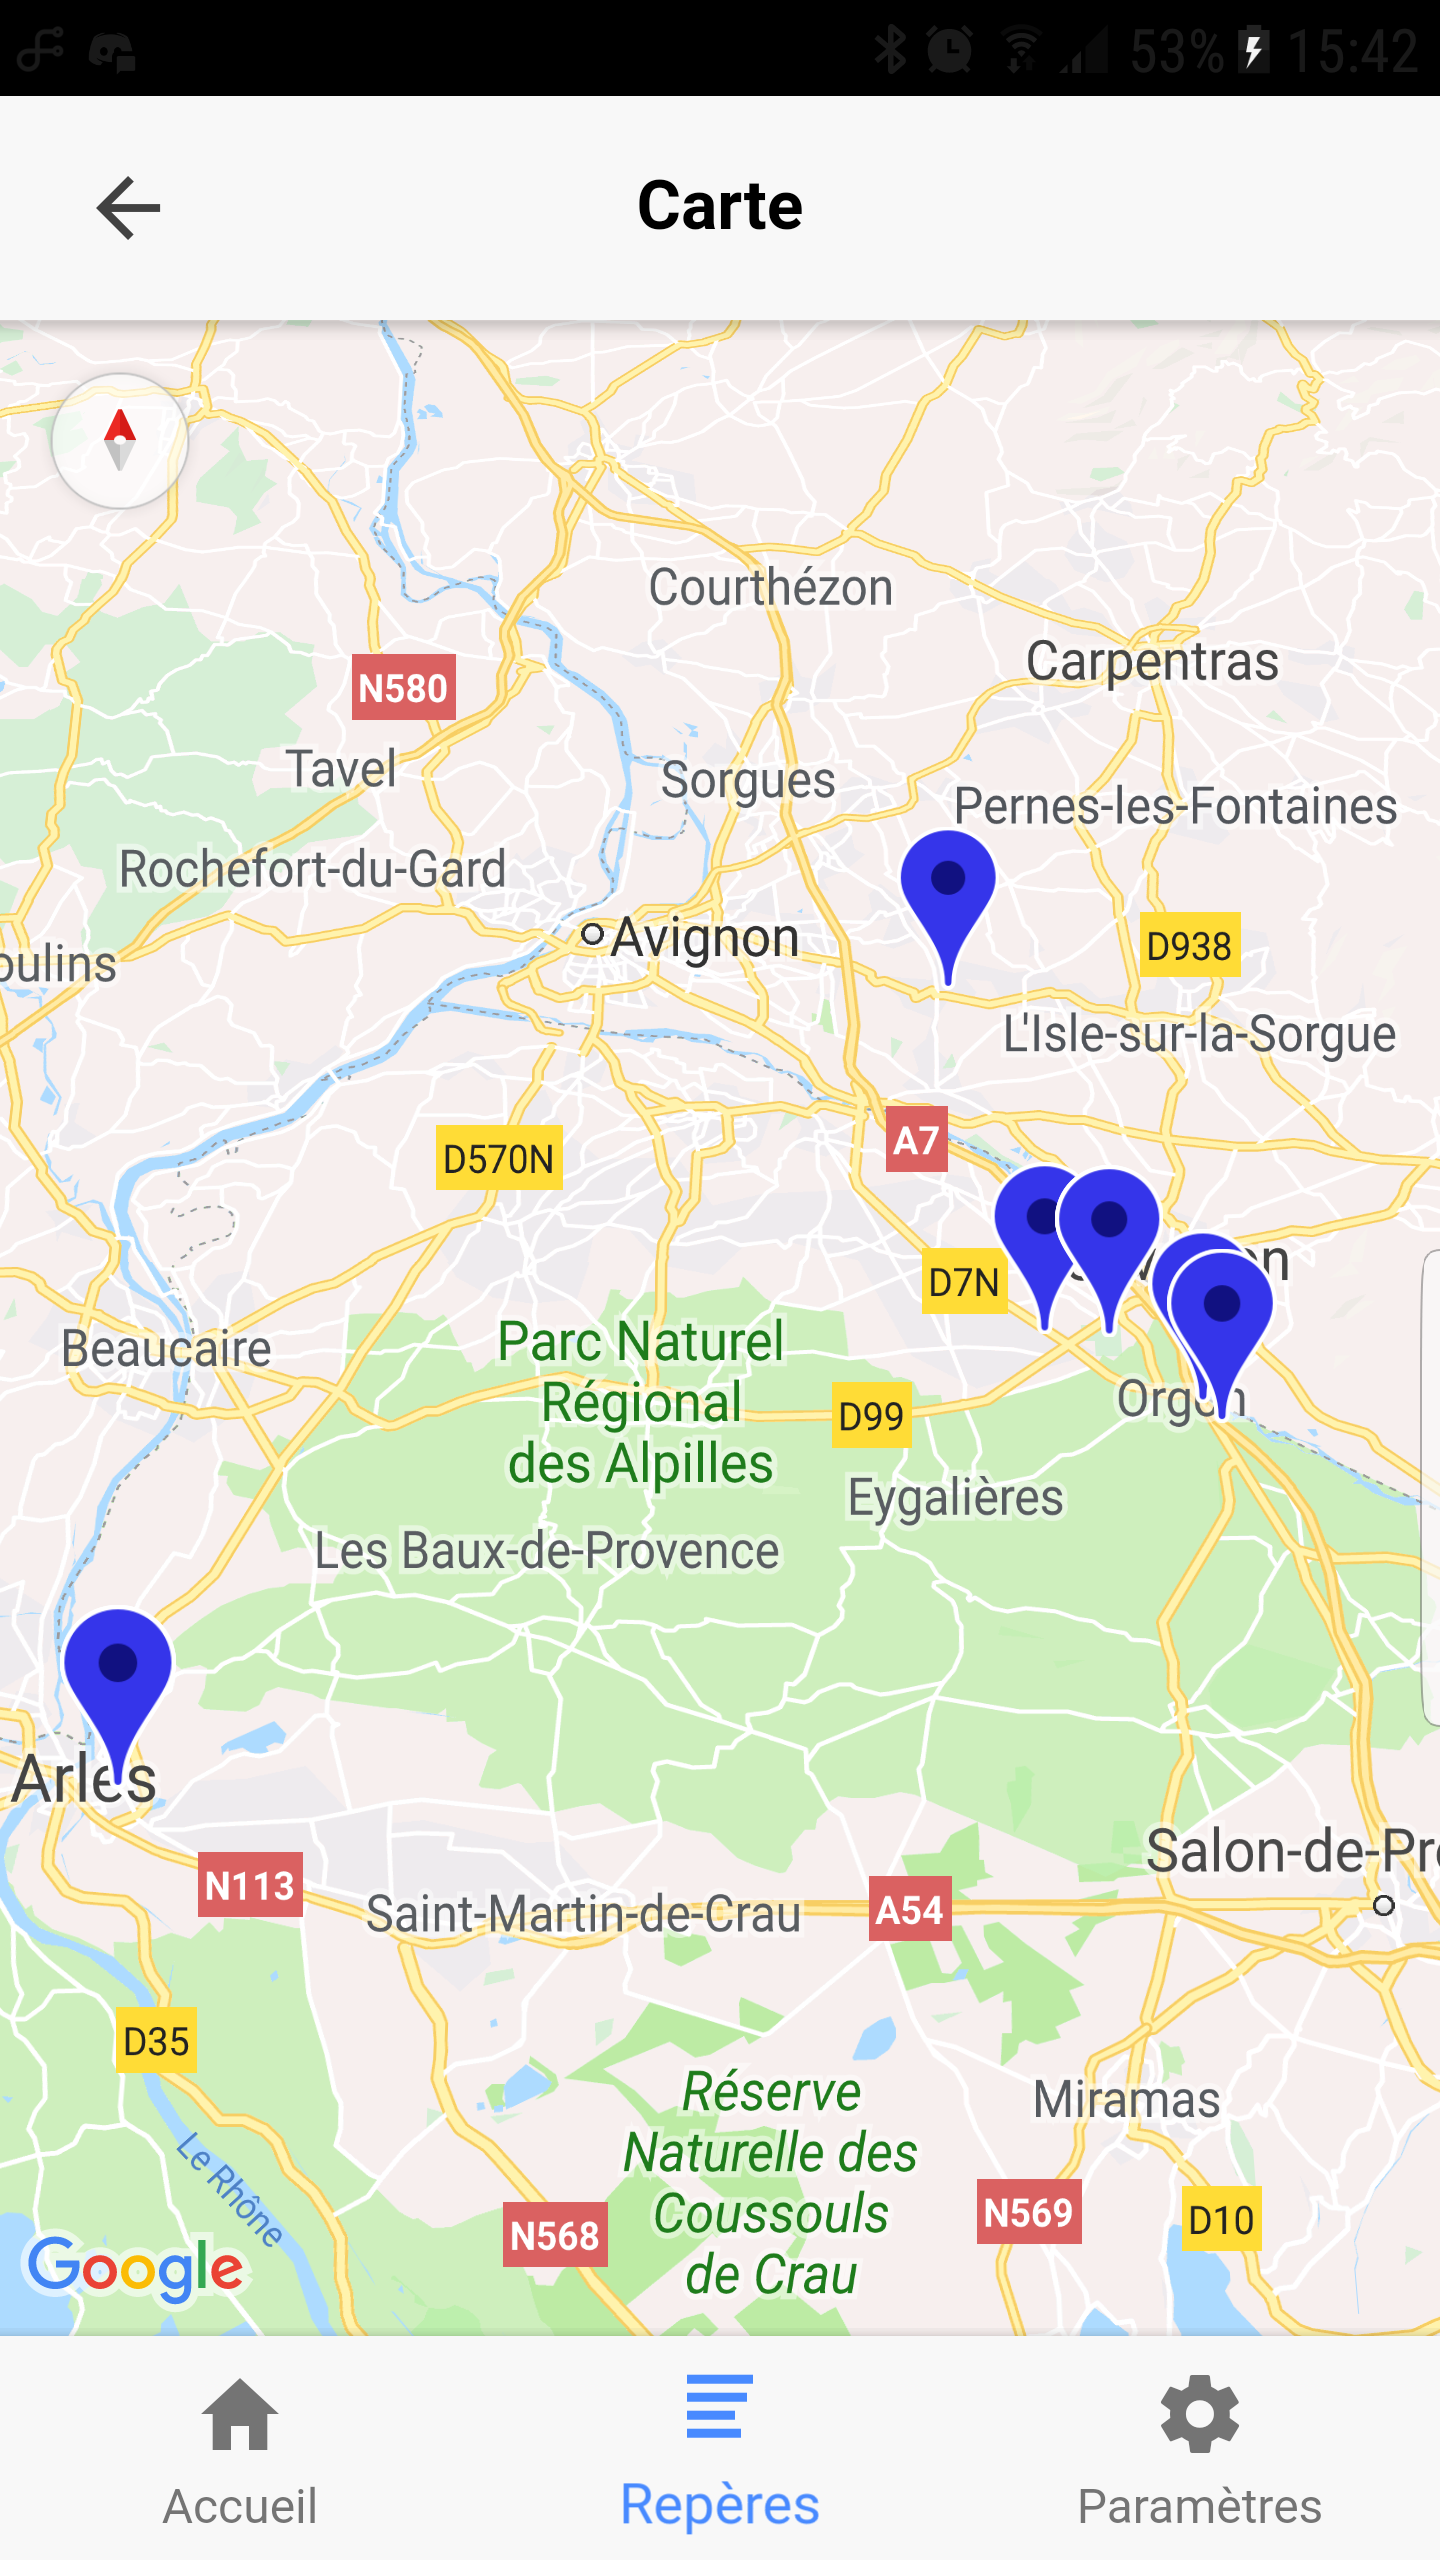 53% 15:42
Carte
Courthézon
Carpentras
N580
Tavel
Sorgues
Pernes-les-Fontaines
Rochefort-du-Gard
Avignon
D938
oulins
L'Isle-sur-la-Sorgue
A7
D570N
D7N
Beaucaire
Parc Naturel
Régional
des Alpilles
Orgon
D99
Eygalières
Les Baux-de-Provence
Arles
Salon-de-Pro
N113
Saint-Martin-de-Crau
A54
D35
Réserve
Naturelle des
Coussouls
de Crau
Miramas
Le Rhône
N568
N569
D10
Google
Accueil
Repères
Paramètres